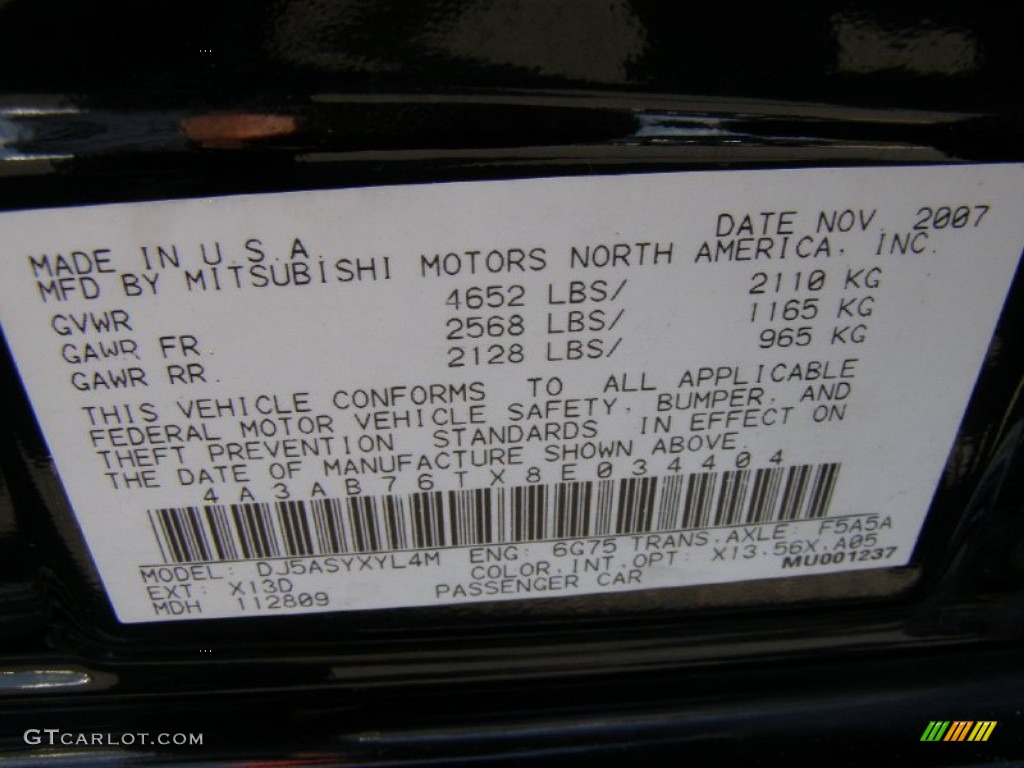 DATE NOV. 2007
MADE IN U.S.A.
MFD BY MITSUBISHI MOTORS NORTH AMERICA, INC.
GVWR 4652 LBS/ 2110 KG
GAWR FR. 2568 LBS/ 1165 KG
GAWR RR. 2128 LBS/ 965 KG
THIS VEHICLE CONFORMS TO ALL APPLICABLE
FEDERAL MOTOR VEHICLE SAFETY, BUMPER, AND
THEFT PREVENTION STANDARDS IN EFFECT ON
THE DATE OF MANUFACTURE SHOWN ABOVE.
4A3AB76TX8E034404
MODEL: DJ5ASYXYL4M ENG: 6G75 TRANS.AXLE: F5A5A
EXT: X13D COLOR.INT.OPT: X13.56X.A05
MDH 112809 PASSENGER CAR MU001237
GTCARLOT.COM